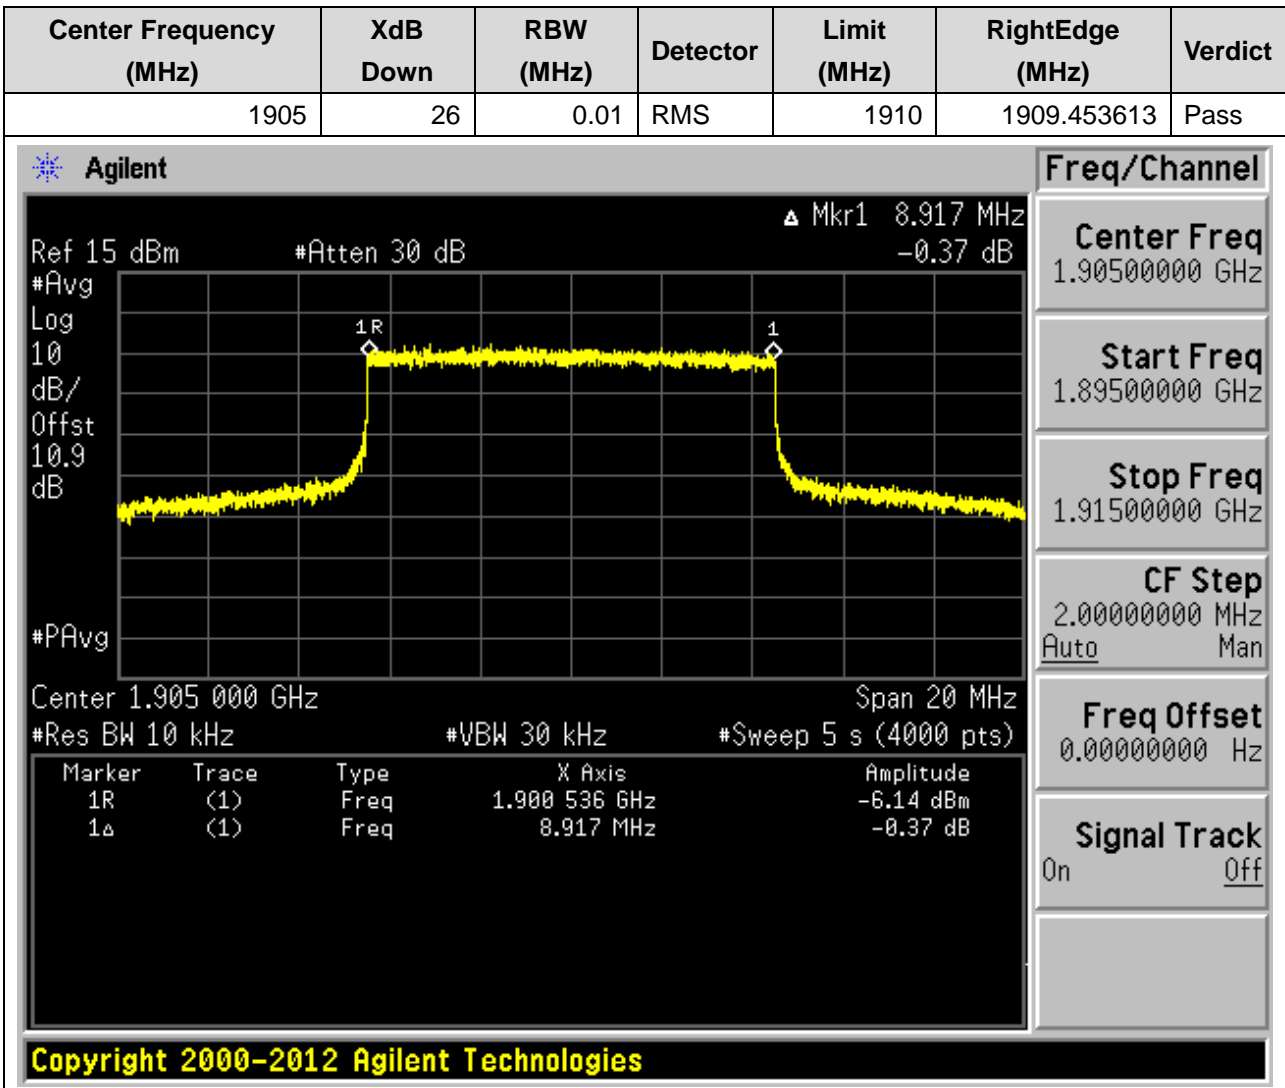 Center Frequency (MHz) XdB Down RBW (MHz) Detector Limit (MHz) RightEdge (MHz) Verdict
1905 26 0.01 RMS 1910 1909.453613 Pass
Agilent
Freq/Channel
Δ Mkr1 8.917 MHz
Ref 15 dBm #Atten 30 dB -0.37 dB
#Avg
Log
10
dB/
Offst
10.9
dB
1R
1
#PAvg
Center 1.905 000 GHz Span 20 MHz
#Res BW 10 kHz #VBW 30 kHz #Sweep 5 s (4000 pts)
Marker Trace Type X Axis Amplitude
1R (1) Freq 1.900 536 GHz -6.14 dBm
1Δ (1) Freq 8.917 MHz -0.37 dB
Center Freq
1.90500000 GHz
Start Freq
1.89500000 GHz
Stop Freq
1.91500000 GHz
CF Step
2.00000000 MHz
Auto Man
Freq Offset
0.00000000 Hz
Signal Track
On Off
Copyright 2000-2012 Agilent Technologies